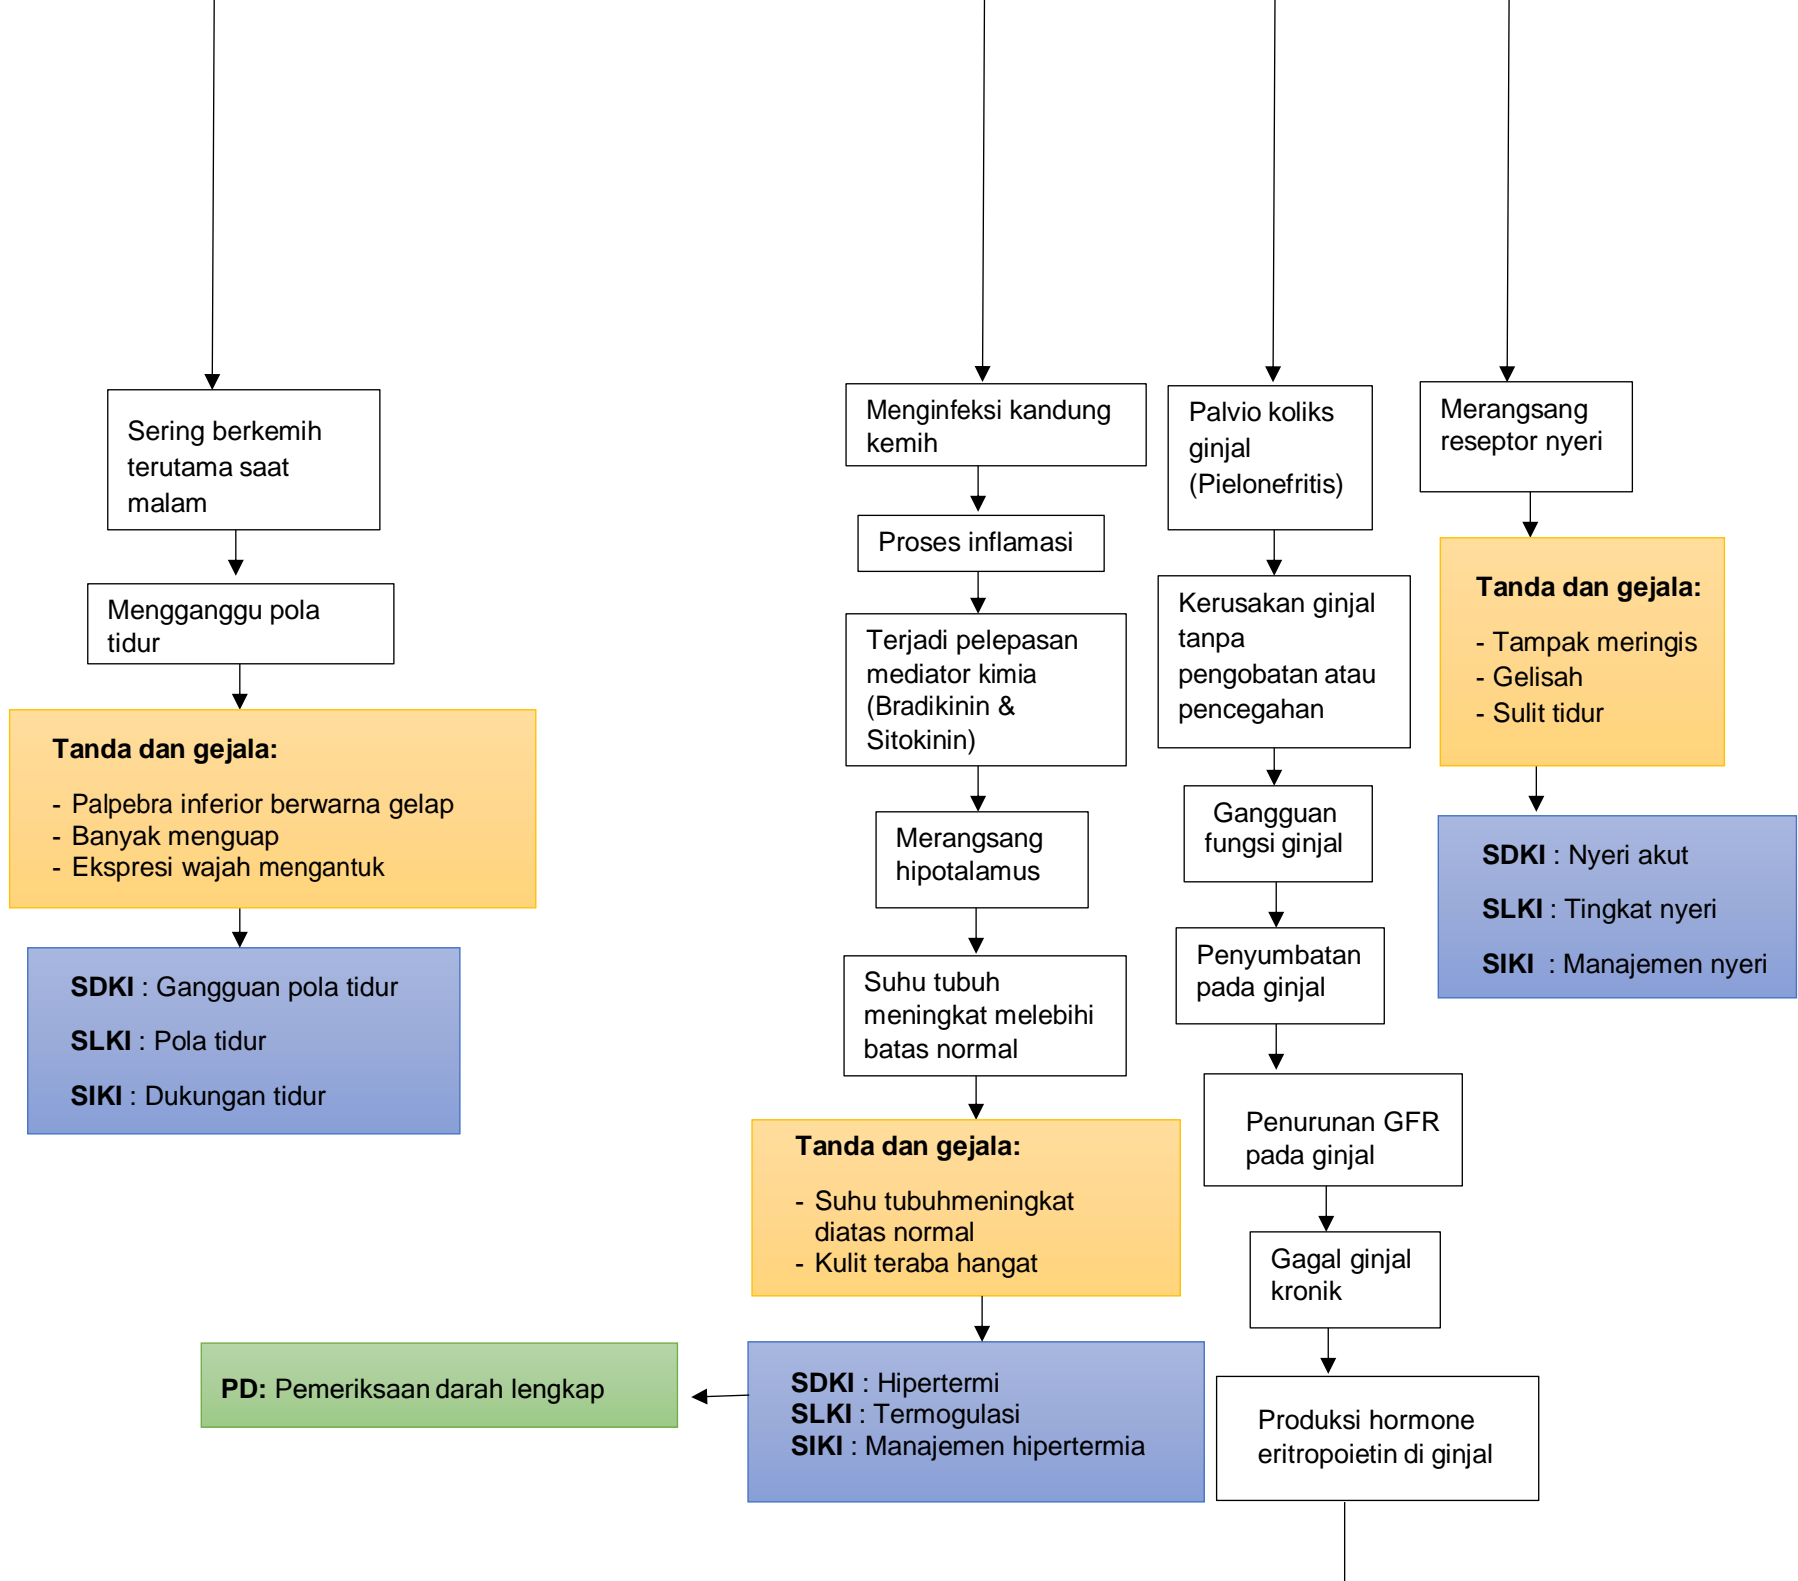 Sering berkemih
terutama saat
malam
Mengganggu pola
tidur
Tanda dan gejala:
- Palpebra inferior berwarna gelap
- Banyak menguap
- Ekspresi wajah mengantuk
SDKI : Gangguan pola tidur
SLKI : Pola tidur
SIKI : Dukungan tidur
Menginfeksi kandung
kemih
Proses inflamasi
Terjadi pelepasan
mediator kimia
(Bradikinin &
Sitokinin)
Merangsang
hipotalamus
Suhu tubuh
meningkat melebihi
batas normal
Tanda dan gejala:
- Suhu tubuhmeningkat
diatas normal
- Kulit teraba hangat
SDKI : Hipertermi
SLKI : Termogulasi
SIKI : Manajemen hipertermia
PD: Pemeriksaan darah lengkap
Palvio koliks
ginjal
(Pielonefritis)
Kerusakan ginjal
tanpa
pengobatan atau
pencegahan
Gangguan
fungsi ginjal
Penyumbatan
pada ginjal
Penurunan GFR
pada ginjal
Gagal ginjal
kronik
Produksi hormone
eritropoietin di ginjal
Merangsang
reseptor nyeri
Tanda dan gejala:
- Tampak meringis
- Gelisah
- Sulit tidur
SDKI : Nyeri akut
SLKI : Tingkat nyeri
SIKI : Manajemen nyeri